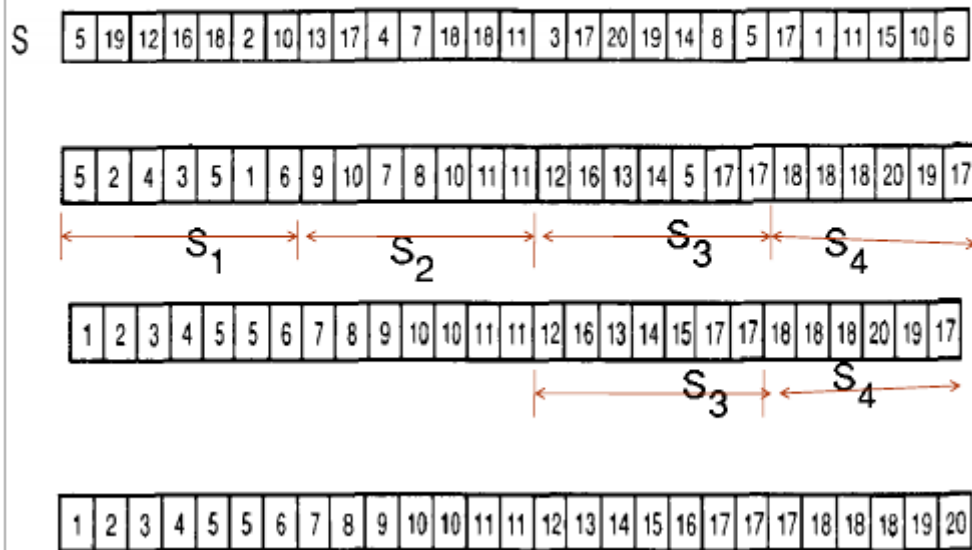 S 5 19 12 16 18 2 10 13 17 4 7 18 18 11 3 17 20 19 14 8 5 17 1 11 15 10 6
5 2 4 3 5 1 6 9 10 7 8 10 11 11 12 16 13 14 5 17 17 18 18 18 20 19 17
S1 S2 S3 S4
1 2 3 4 5 5 6 7 8 9 10 10 11 11 12 16 13 14 15 17 17 18 18 18 20 19 17
S3 S4
1 2 3 4 5 5 6 7 8 9 10 10 11 11 12 13 14 15 16 17 17 17 18 18 18 19 20